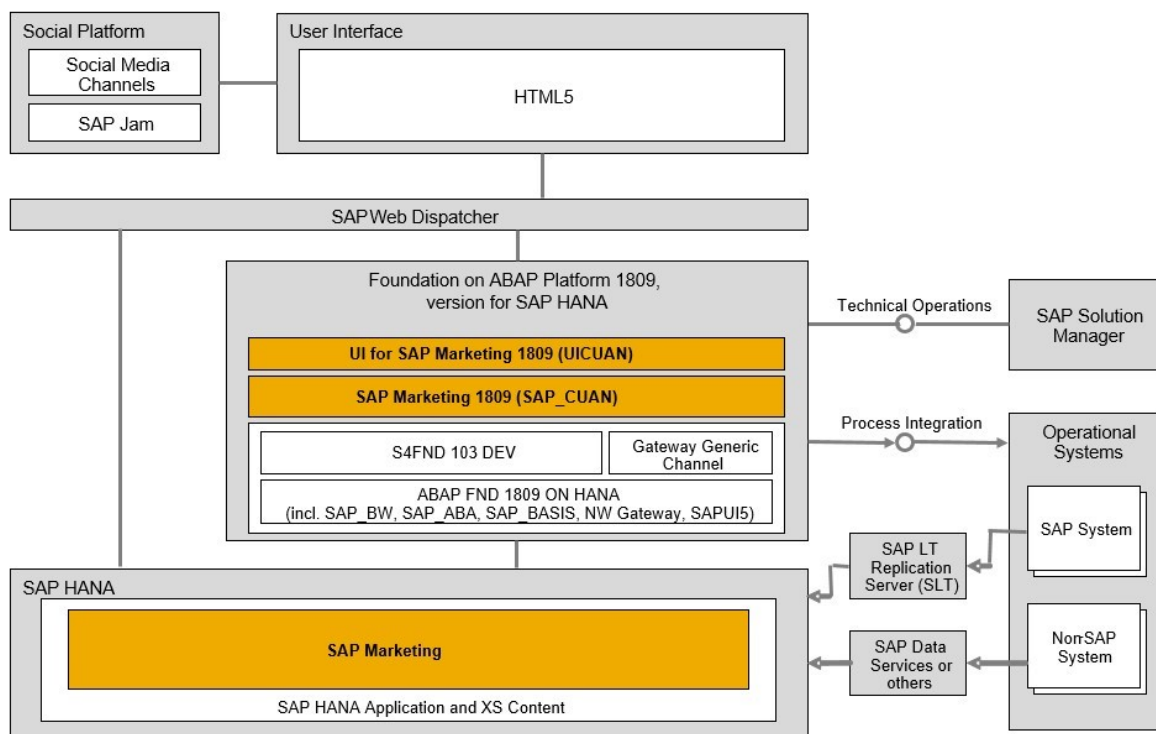 Social Platform
Social Media
Channels
SAP Jam
User Interface
HTML5
SAP Web Dispatcher
Foundation on ABAP Platform 1809,
version for SAP HANA
UI for SAP Marketing 1809 (UICUAN)
SAP Marketing 1809 (SAP_CUAN)
S4FND 103 DEV
Gateway Generic
Channel
ABAP FND 1809 ON HANA
(incl. SAP_BW, SAP_ABA, SAP_BASIS, NW Gateway, SAPUI5)
Technical Operations
SAP Solution
Manager
Process Integration
Operational
Systems
SAP System
Non-SAP
System
SAP LT
Replication
Server (SLT)
SAP Data
Services or
others
SAP HANA
SAP Marketing
SAP HANA Application and XS Content